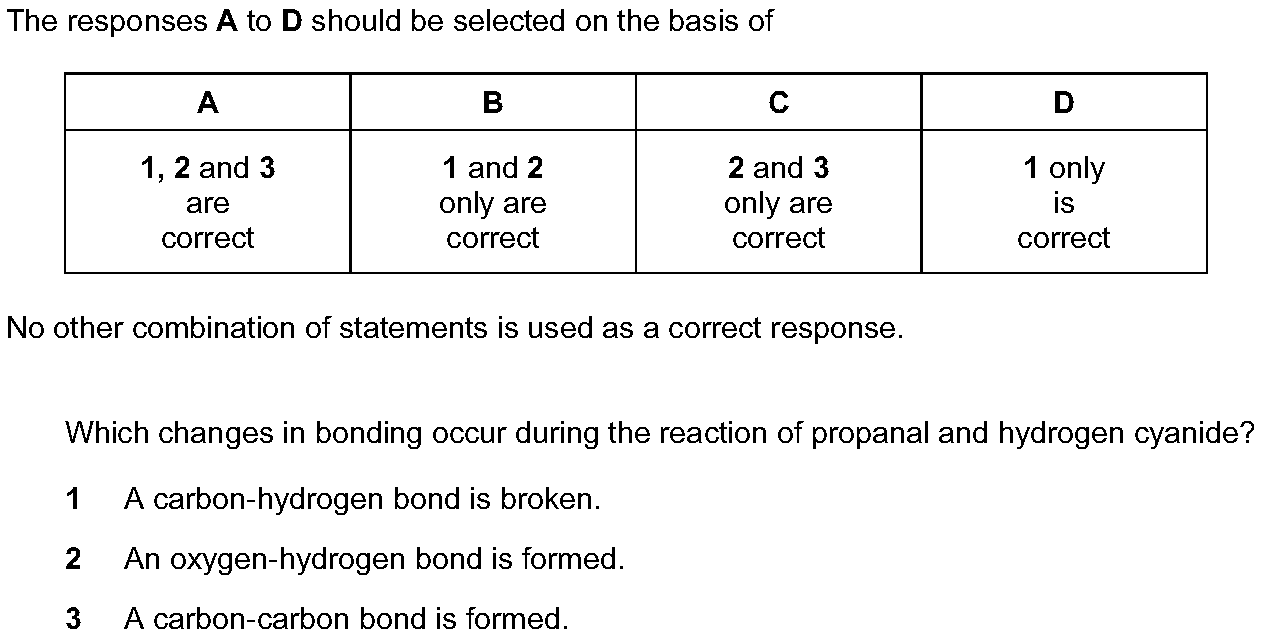 The responses A to D should be selected on the basis of
A B C D
1, 2 and 3 1 and 2 2 and 3 1 only
are only are only are is
correct correct correct correct
No other combination of statements is used as a correct response.
Which changes in bonding occur during the reaction of propanal and hydrogen cyanide?
1 A carbon-hydrogen bond is broken.
2 An oxygen-hydrogen bond is formed.
3 A carbon-carbon bond is formed.